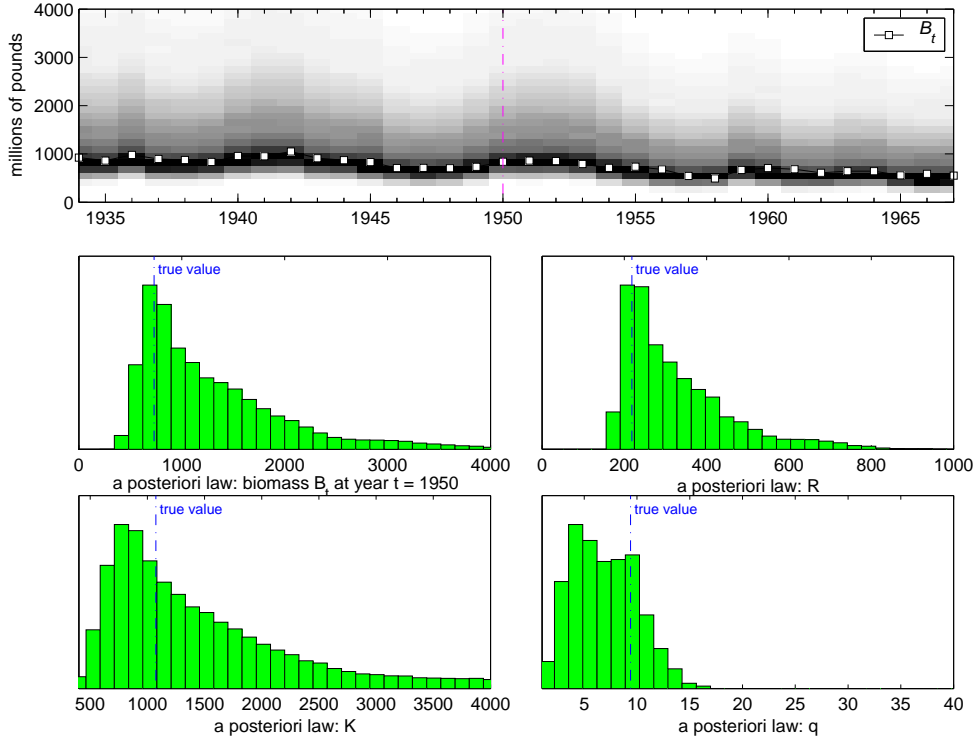 4000
3000
2000
1000
0
millions of pounds
B_t
1935 1940 1945 1950 1955 1960 1965
true value
0 1000 2000 3000 4000
a posteriori law: biomass B_t at year t = 1950
true value
0 200 400 600 800 1000
a posteriori law: R
true value
500 1000 1500 2000 2500 3000 3500 4000
a posteriori law: K
true value
5 10 15 20 25 30 35 40
a posteriori law: q